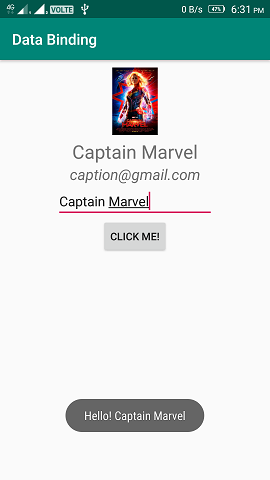 4G VOLTE 0 B/s 47% 6:31 PM
Data Binding
Captain Marvel
caption@gmail.com
Captain Marvel
CLICK ME!
Hello! Captain Marvel